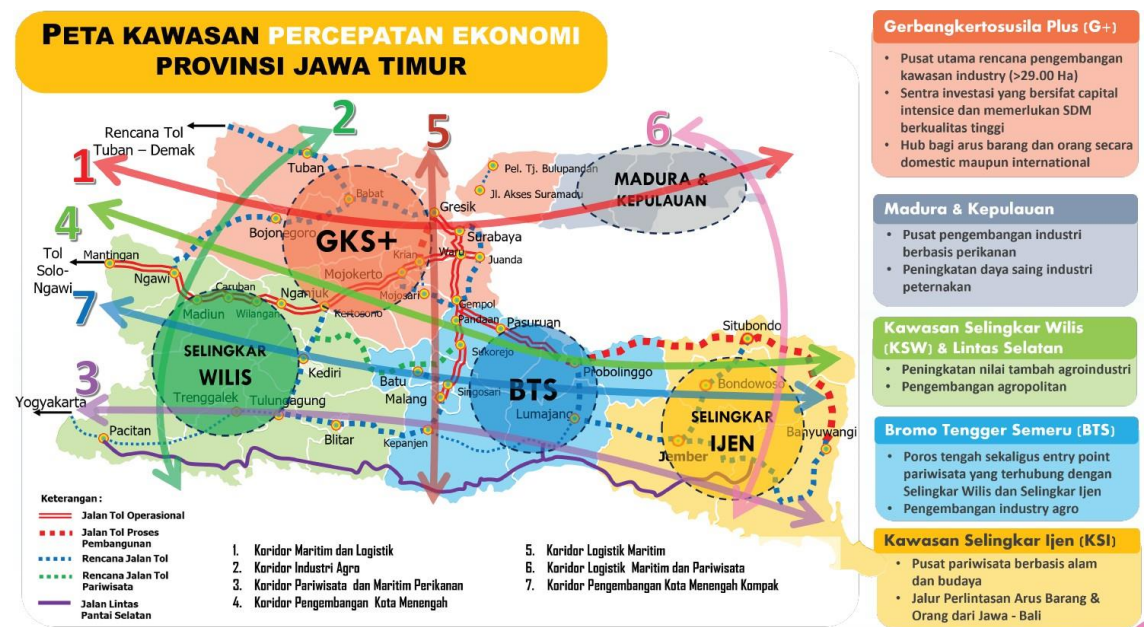 PETA KAWASAN PERCEPATAN EKONOMI
PROVINSI JAWA TIMUR
Rencana Tol
Tuban – Demak
1
2
5
6
4
7
3
Tuban
Babat
Pel. Tj. Bulupandan
Jl. Akses Suramadu
MADURA &
KEPULAUAN
Gresik
Bojonegoro
GKS+
Surabaya
Tol
Solo-
Ngawi
Mantingan
Ngawi
Krian
Waru
Juanda
Mojokerto
Caruban
Nganjuk
Mojosari
Madiun
Wilangan
Kertosono
Gempol
Pandaan
Pasuruan
Situbondo
SELINGKAR
WILIS
Sukorejo
Kediri
Batu
Probolinggo
Malang
Singosari
BTS
Bondowoso
Yogyakarta
Trenggalek
Tulungagung
Lumajang
SELINGKAR
IJEN
Banyuwangi
Pacitan
Blitar
Kepanjen
Jember
Keterangan :
Jalan Tol Operasional
Jalan Tol Proses
Pembangunan
Rencana Jalan Tol
Rencana Jalan Tol
Pariwisata
Jalan Lintas
Pantai Selatan
1. Koridor Maritim dan Logistik
2. Koridor Industri Agro
3. Koridor Pariwisata dan Maritim Perikanan
4. Koridor Pengembangan Kota Menengah
5. Koridor Logistik Maritim
6. Koridor Logistik Maritim dan Pariwisata
7. Koridor Pengembangan Kota Menengah Kompak
Gerbangkertosusila Plus (G+)
• Pusat utama rencana pengembangan
kawasan industry (>29.00 Ha)
• Sentra investasi yang bersifat capital
intensice dan memerlukan SDM
berkualitas tinggi
• Hub bagi arus barang dan orang secara
domestic maupun international
Madura & Kepulauan
• Pusat pengembangan industri
berbasis perikanan
• Peningkatan daya saing industri
peternakan
Kawasan Selingkar Wilis
(KSW) & Lintas Selatan
• Peningkatan nilai tambah agroindustri
• Pengembangan agropolitan
Bromo Tengger Semeru (BTS)
• Poros tengah sekaligus entry point
pariwisata yang terhubung dengan
Selingkar Wilis dan Selingkar Ijen
• Pengembangan industry agro
Kawasan Selingkar Ijen (KSI)
• Pusat pariwisata berbasis alam
dan budaya
• Jalur Perlintasan Arus Barang &
Orang dari Jawa - Bali